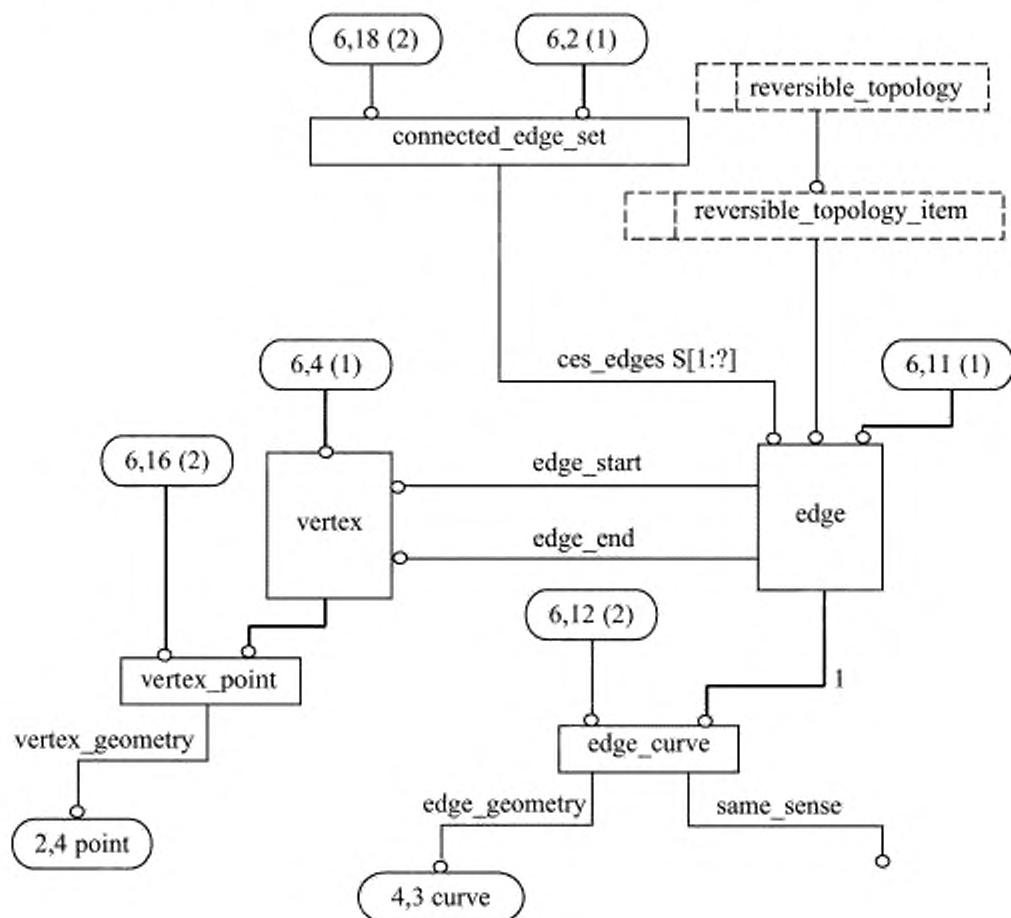 6,18 (2)
6,2 (1)
reversible_topology
connected_edge_set
reversible_topology_item
6,4 (1)
ces_edges S[1:?]
6,11 (1)
6,16 (2)
edge_start
vertex
edge
edge_end
6,12 (2)
vertex_point
1
vertex_geometry
edge_curve
edge_geometry
same_sense
2,4 point
4,3 curve